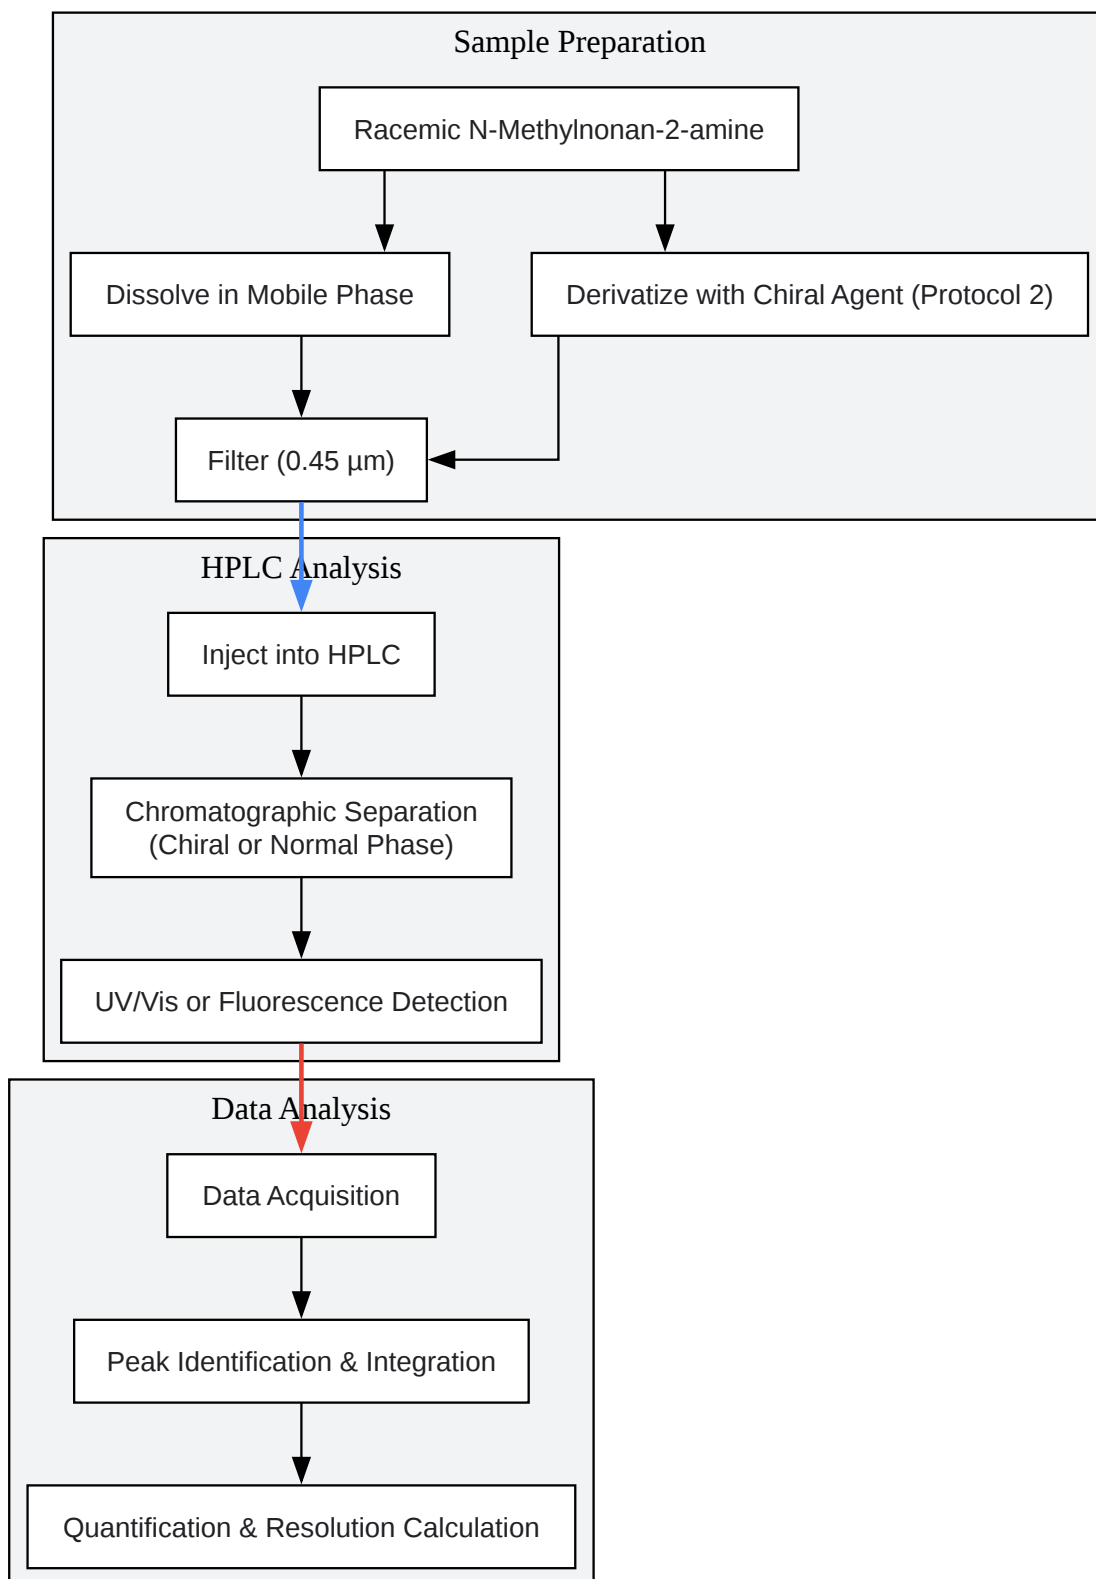 Sample Preparation
Racemic N-Methylnonan-2-amine
Dissolve in Mobile Phase
Derivatize with Chiral Agent (Protocol 2)
Filter (0.45 µm)
HPLC Analysis
Inject into HPLC
Chromatographic Separation
(Chiral or Normal Phase)
UV/Vis or Fluorescence Detection
Data Analysis
Data Acquisition
Peak Identification & Integration
Quantification & Resolution Calculation